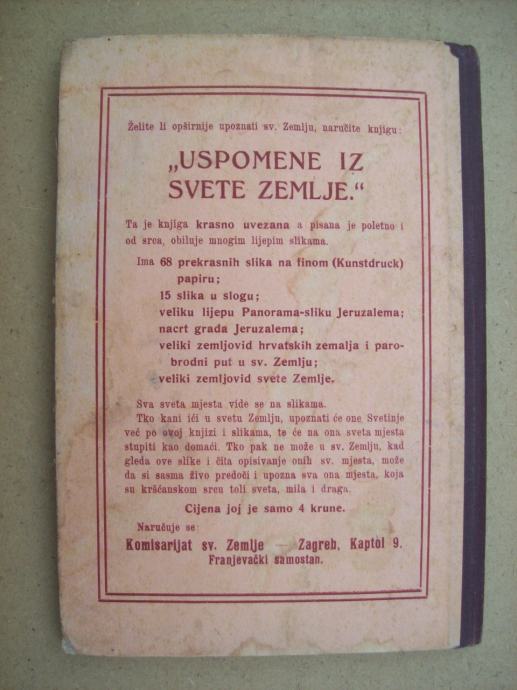 Želite li opširnije upoznati sv. Zemlju, naručite knjigu:
„USPOMENE IZ
SVETE ZEMLJE.“
Ta je knjiga krasno uvezana a pisana je poletno i
od srca, obiluje mnogim lijepim slikama.
Ima 68 prekrasnih slika na finom (Kunstdruck)
papiru;
15 slika u slogu;
veliku lijepu Panorama-sliku Jeruzalema;
nacrt grada Jeruzalema;
veliki zemljovid hrvatskih zemalja i paro-
brodni put u sv. Zemlju;
veliki zemljovid svete Zemlje.
Sva sveta mjesta vide se na slikama.
Tko kani ići u svetu Zemlju, upoznati će one Svetinje
već po ovoj knjizi i slikama, te će na ona sveta mjesta
stupiti kao domaći. Tko pak ne može u sv. Zemlju, kad
gleda ove slike i čita opisivanje onih sv. mjesta, može
da si sasma živo predoči i upozna sva ona mjesta, koja
su kršćanskom srcu toli sveta, mila i draga.
Cijena joj je samo 4 krune.
Naručuje se:
Komisarijat sv. Zemlje — Zagreb, Kaptol 9.
Franjevački samostan.